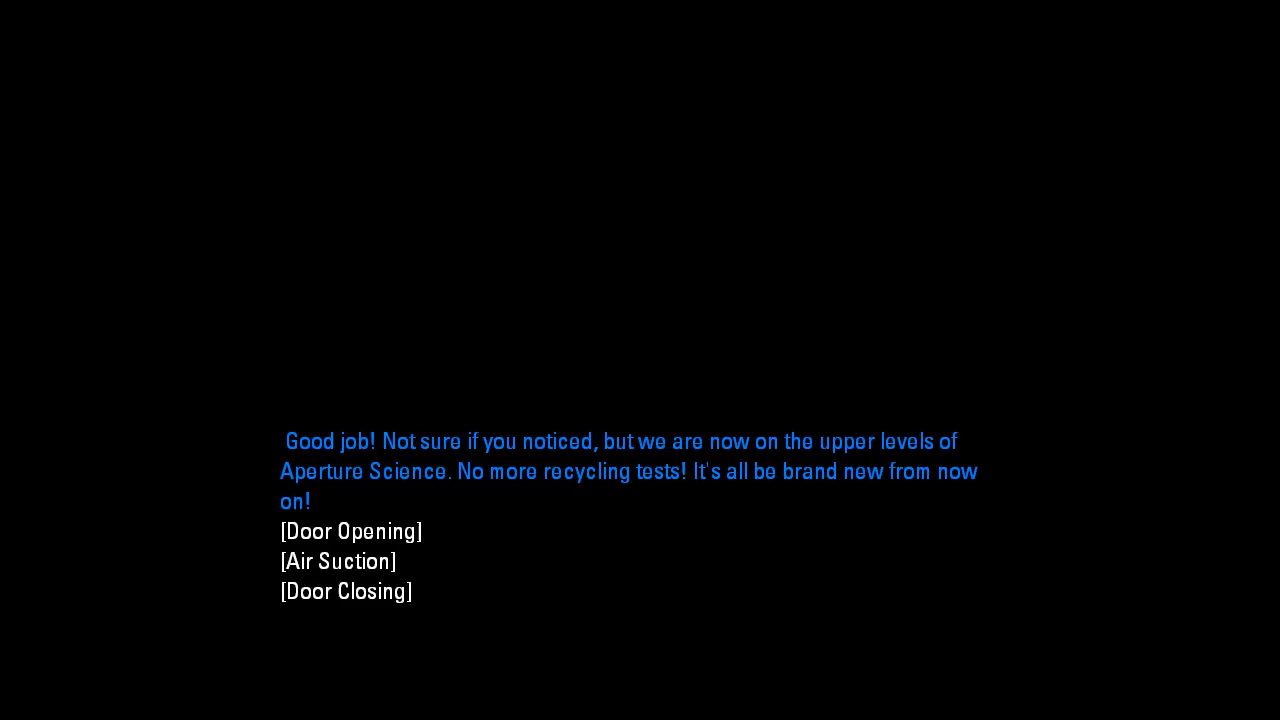 Good job! Not sure if you noticed, but we are now on the upper levels of
Aperture Science. No more recycling tests! It's all be brand new from now
on!
[Door Opening]
[Air Suction]
[Door Closing]